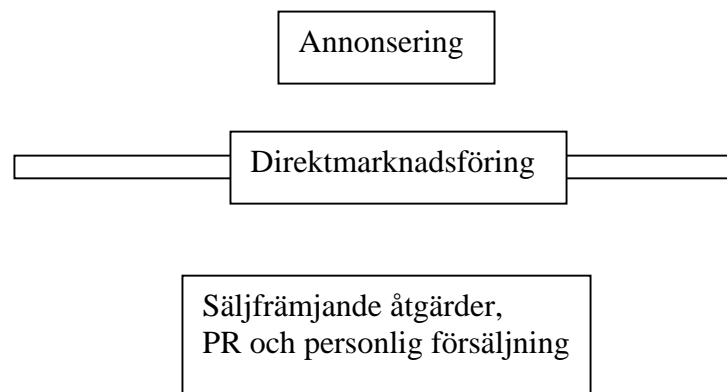 Annonsering
Direktmarknadsföring
Säljfrämjande åtgärder,
PR och personlig försäljning